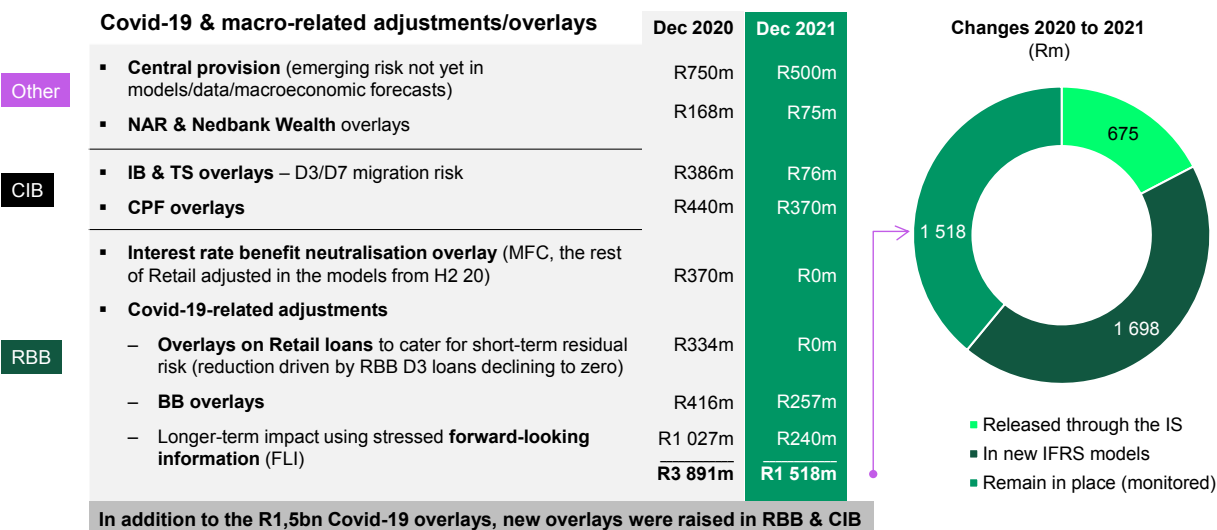 Covid-19 & macro-related adjustments/overlays
Dec 2020
Dec 2021
Other
▪ Central provision (emerging risk not yet in
models/data/macroeconomic forecasts)
R750m
R500m
▪ NAR & Nedbank Wealth overlays
R168m
R75m
CIB
▪ IB & TS overlays – D3/D7 migration risk
R386m
R76m
▪ CPF overlays
R440m
R370m
RBB
▪ Interest rate benefit neutralisation overlay (MFC, the rest
of Retail adjusted in the models from H2 20)
R370m
R0m
▪ Covid-19-related adjustments
– Overlays on Retail loans to cater for short-term residual
risk (reduction driven by RBB D3 loans declining to zero)
R334m
R0m
– BB overlays
R416m
R257m
– Longer-term impact using stressed forward-looking
information (FLI)
R1 027m
R240m
R3 891m
R1 518m
In addition to the R1,5bn Covid-19 overlays, new overlays were raised in RBB & CIB
Changes 2020 to 2021
(Rm)
675
1 518
1 698
Released through the IS
In new IFRS models
Remain in place (monitored)